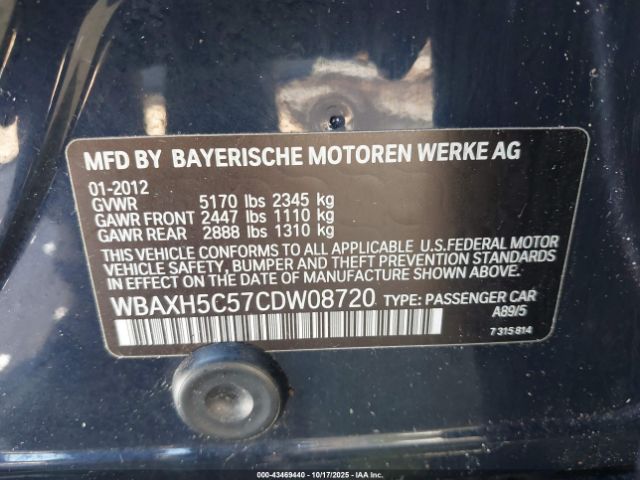 MFD BY BAYERISCHE MOTOREN WERKE AG
01-2012
GVWR 5170 lbs 2345 kg
GAWR FRONT 2447 lbs 1110 kg
GAWR REAR 2888 lbs 1310 kg
THIS VEHICLE CONFORMS TO ALL APPLICABLE U.S.FEDERAL MOTOR
VEHICLE SAFETY, BUMPER AND THEFT PREVENTION STANDARDS
IN EFFECT ON THE DATE OF MANUFACTURE SHOWN ABOVE.
WBAXH5C57CDW08720 TYPE: PASSENGER CAR
A89/5
7 315 814
000-43469440 | 10/17/2025 | IAA, Inc.